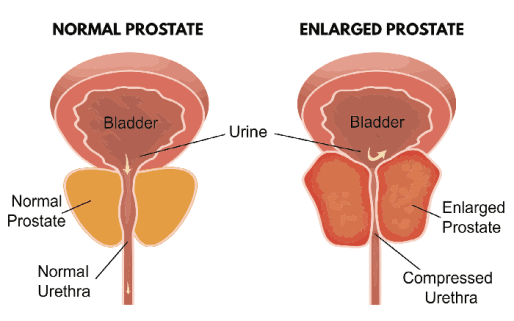 NORMAL PROSTATE
ENLARGED PROSTATE
Bladder
Urine
Bladder
Normal
Prostate
Enlarged
Prostate
Normal
Urethra
Compressed
Urethra